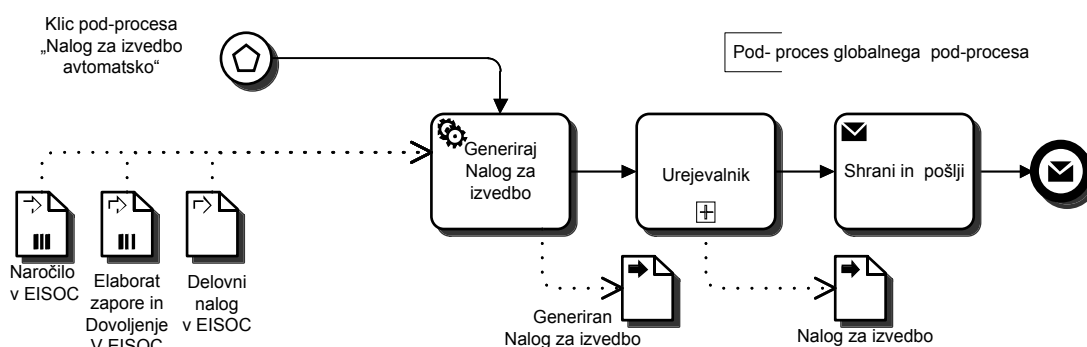 Klic pod-procesa
„Nalog za izvedbo
avtomatsko“
Pod- proces globalnega  pod-procesa
Generiraj
Nalog za
izvedbo
Urejevalnik
Shrani in  pošlji
Naročilo
v EISOC
Elaborat
zapore in
Dovoljenje
V EISOC
Delovni
nalog
v EISOC
Generiran
Nalog za izvedbo
Nalog za izvedbo